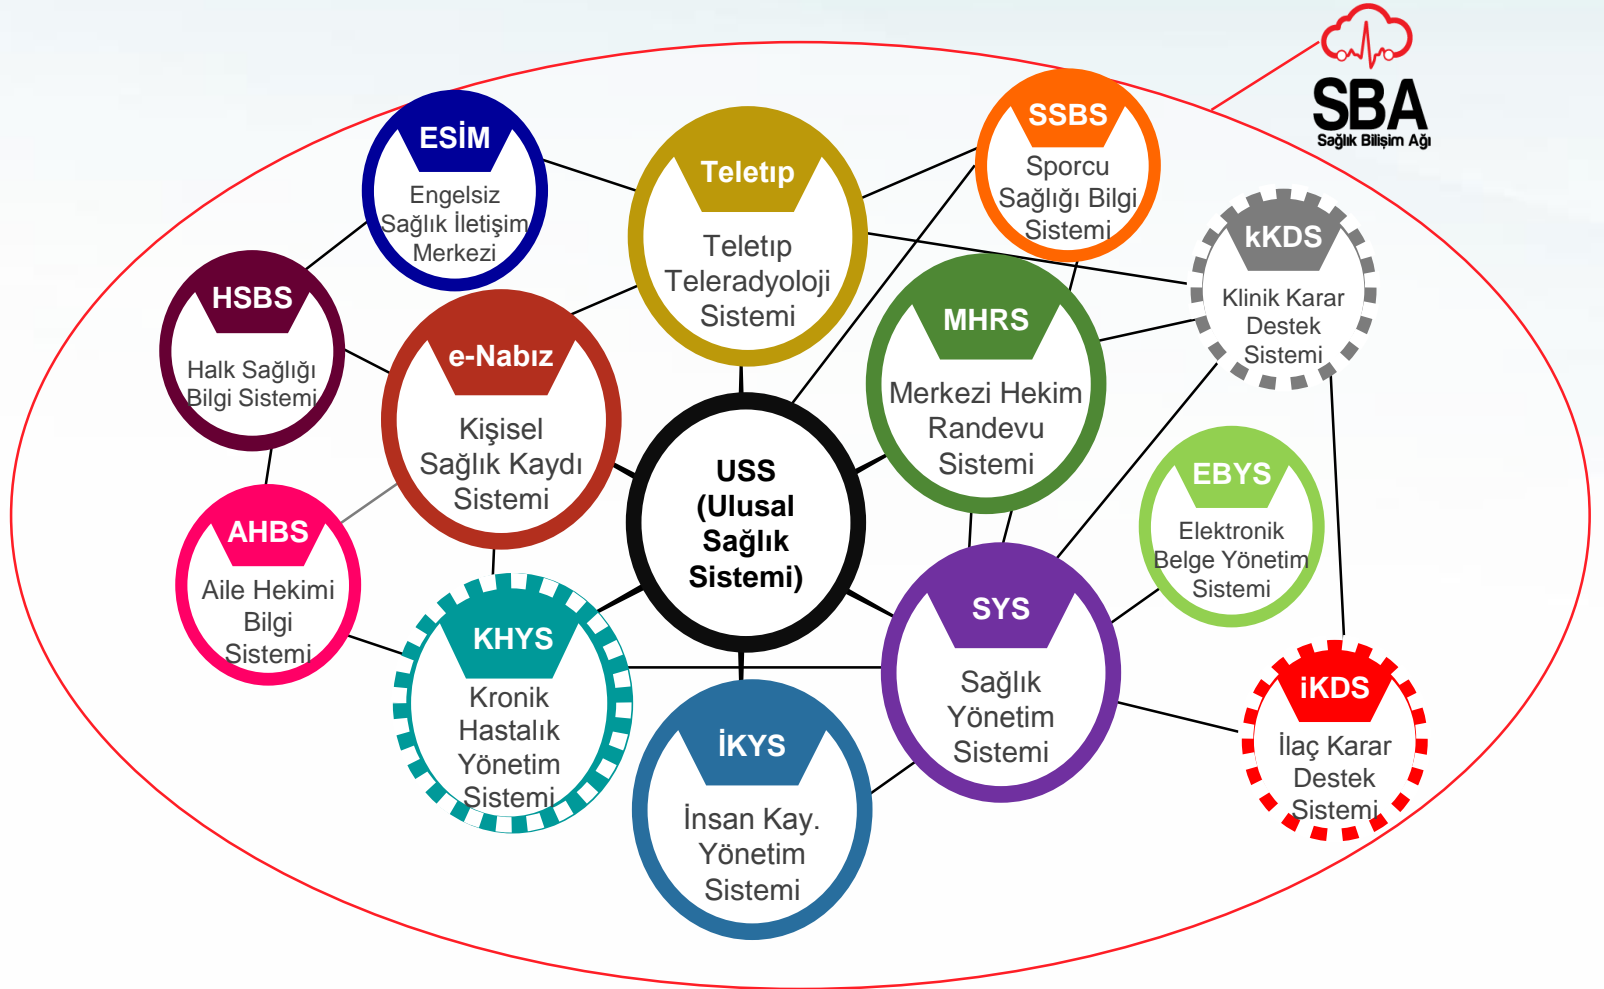 SBA
Sağlık Bilişim Ağı
ESİM
Engelsiz
Sağlık İletişim
Merkezi
Teletıp
Teletıp
Teleradyoloji
Sistemi
SSBS
Sporcu
Sağlığı Bilgi
Sistemi
kKDS
Klinik Karar
Destek
Sistemi
HSBS
Halk Sağlığı
Bilgi Sistemi
e-Nabız
Kişisel
Sağlık Kaydı
Sistemi
MHRS
Merkezi Hekim
Randevu
Sistemi
USS
(Ulusal
Sağlık
Sistemi)
EBYS
Elektronik
Belge Yönetim
Sistemi
AHBS
Aile Hekimi
Bilgi
Sistemi
KHYS
Kronik
Hastalık
Yönetim
Sistemi
SYS
Sağlık
Yönetim
Sistemi
İKYS
İnsan Kay.
Yönetim
Sistemi
iKDS
İlaç Karar
Destek
Sistemi